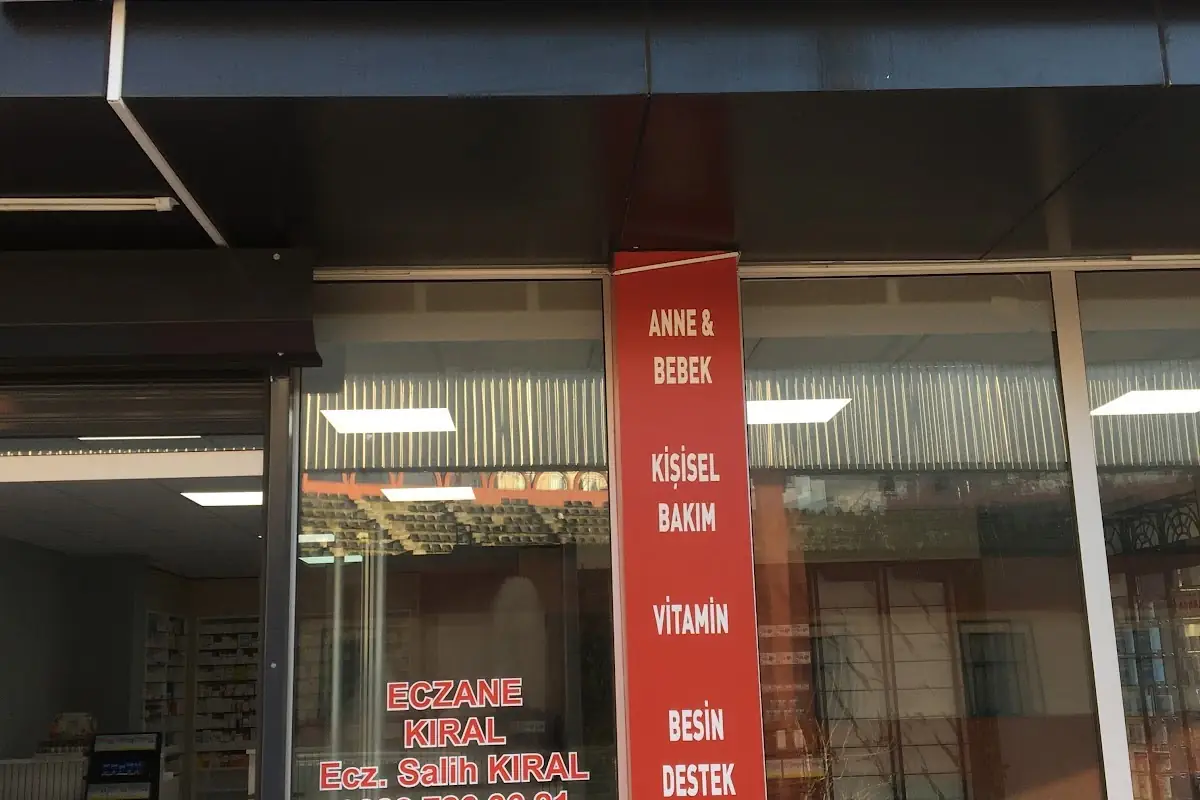 ANNE &
BEBEK
KİŞİSEL
BAKIM
VİTAMİN
BESİN
DESTEK
ECZANE
KIRAL
Ecz. Salih KIRAL